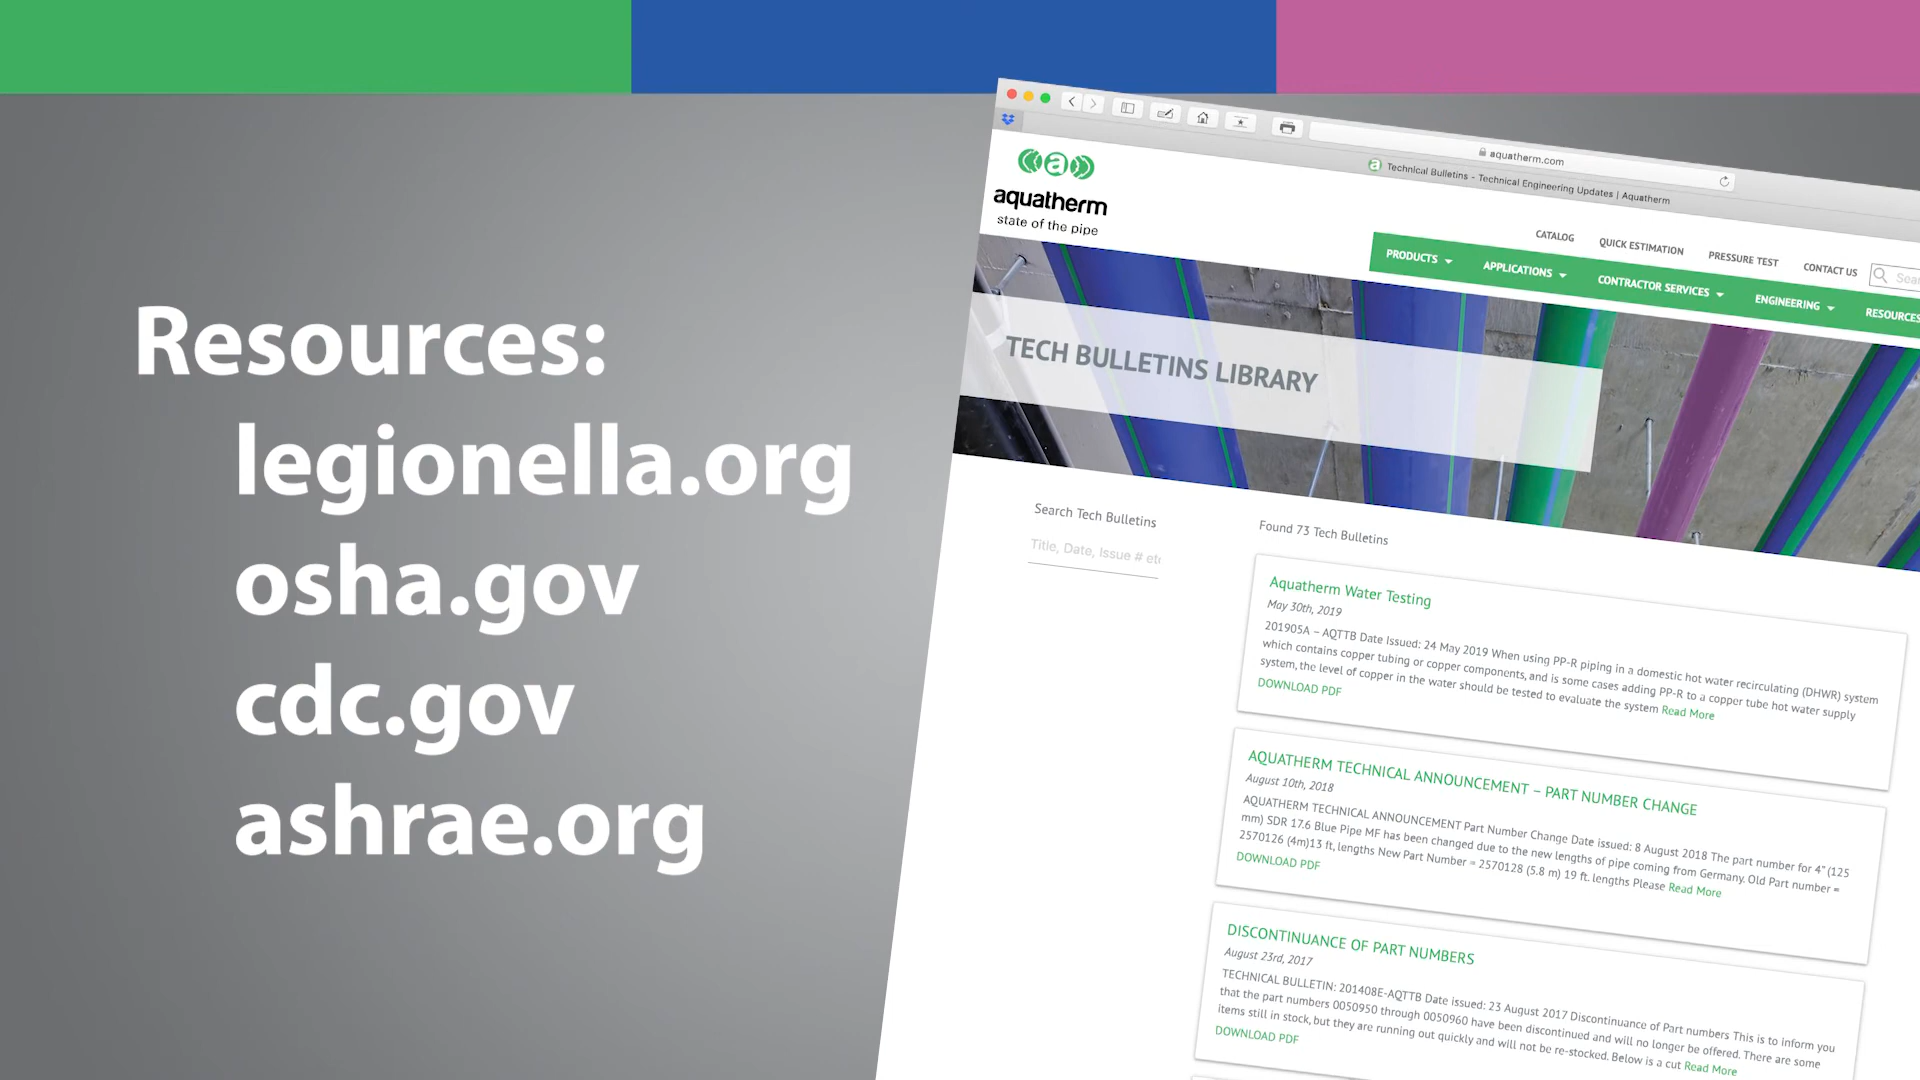 Resources:
legionella.org
osha.gov
cdc.gov
ashrae.org
aquatherm.com
Technical Bulletins - Technical Engineering Updates | Aquatherm
a
aquatherm
state of the pipe
CATALOG QUICK ESTIMATION PRESSURE TEST CONTACT US
PRODUCTS APPLICATIONS CONTRACTOR SERVICES ENGINEERING RESOURCES
TECH BULLETINS LIBRARY
Search Tech Bulletins
Title, Date, Issue # etc
Found 73 Tech Bulletins
Aquatherm Water Testing
May 30th, 2019
201905A – AQTTB Date Issued: 24 May 2019 When using PP-R piping in a domestic hot water recirculating (DHWR) system
which contains copper tubing or copper components, and is some cases adding PP-R to a copper tube hot water supply
system, the level of copper in the water should be tested to evaluate the system Read More
DOWNLOAD PDF
AQUATHERM TECHNICAL ANNOUNCEMENT – PART NUMBER CHANGE
August 10th, 2018
AQUATHERM TECHNICAL ANNOUNCEMENT Part Number Change Date issued: 8 August 2018 The part number for 4” (125
mm) SDR 17.6 Blue Pipe MF has been changed due to the new lengths of pipe coming from Germany. Old Part number =
2570126 (4m)13 ft, lengths New Part Number = 2570128 (5.8 m) 19 ft. lengths Please Read More
DOWNLOAD PDF
DISCONTINUANCE OF PART NUMBERS
August 23rd, 2017
TECHNICAL BULLETIN: 201408E-AQTTB Date issued: 23 August 2017 Discontinuance of Part numbers This is to inform you
that the part numbers 0050950 through 0050960 have been discontinued and will no longer be offered. There are some
items still in stock, but they are running out quickly and will not be re-stocked. Below is a cut Read More
DOWNLOAD PDF